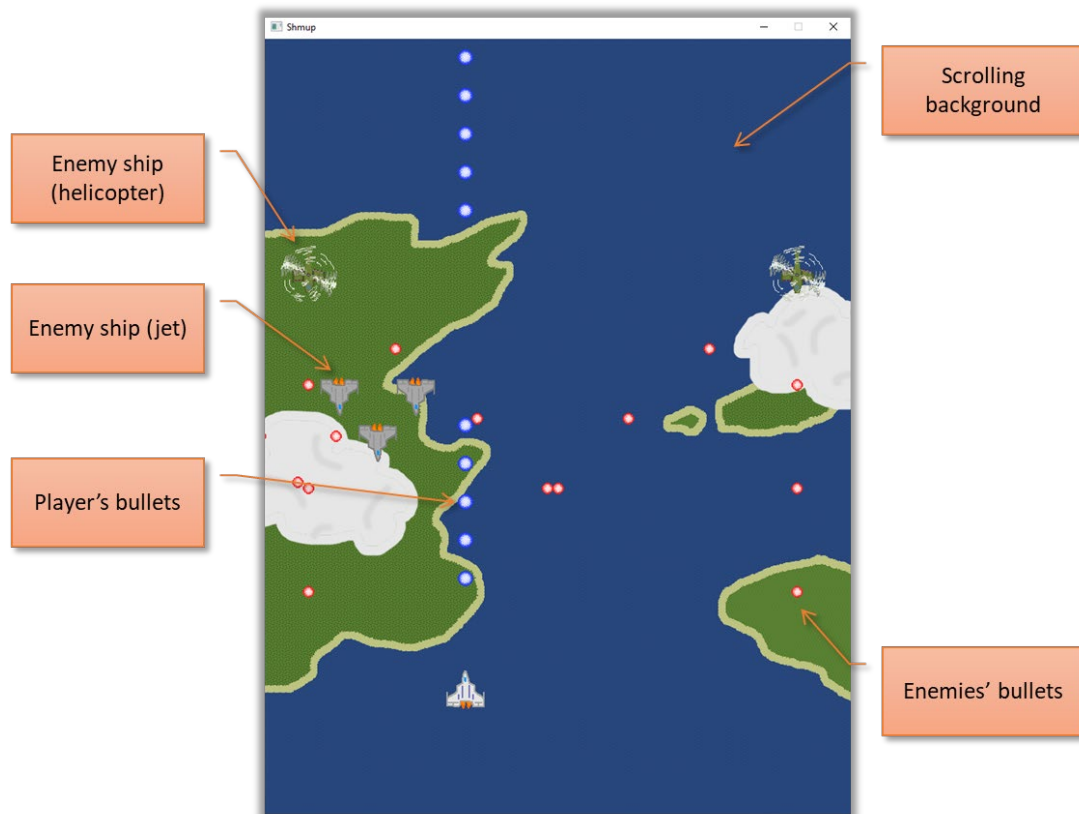 Shmup
Scrolling
background
Enemy ship
(helicopter)
Enemy ship (jet)
Player’s bullets
Enemies’ bullets